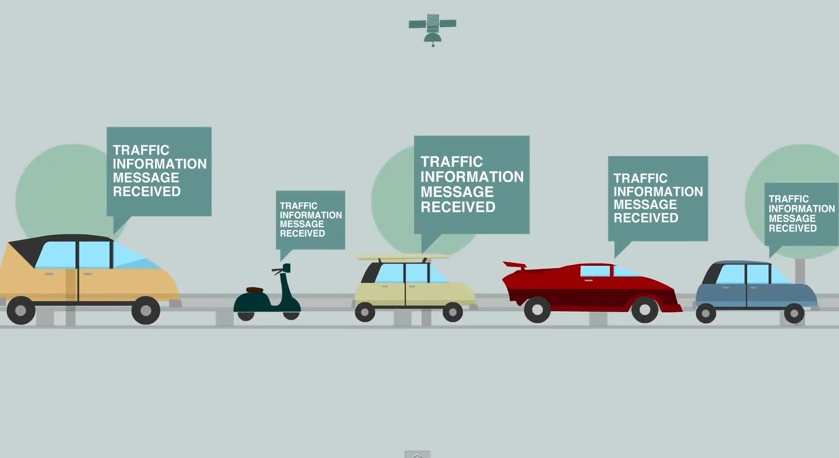 TRAFFIC
INFORMATION
MESSAGE
RECEIVED
TRAFFIC
INFORMATION
MESSAGE
RECEIVED
TRAFFIC
INFORMATION
MESSAGE
RECEIVED
TRAFFIC
INFORMATION
MESSAGE
RECEIVED
TRAFFIC
INFORMATION
MESSAGE
RECEIVED